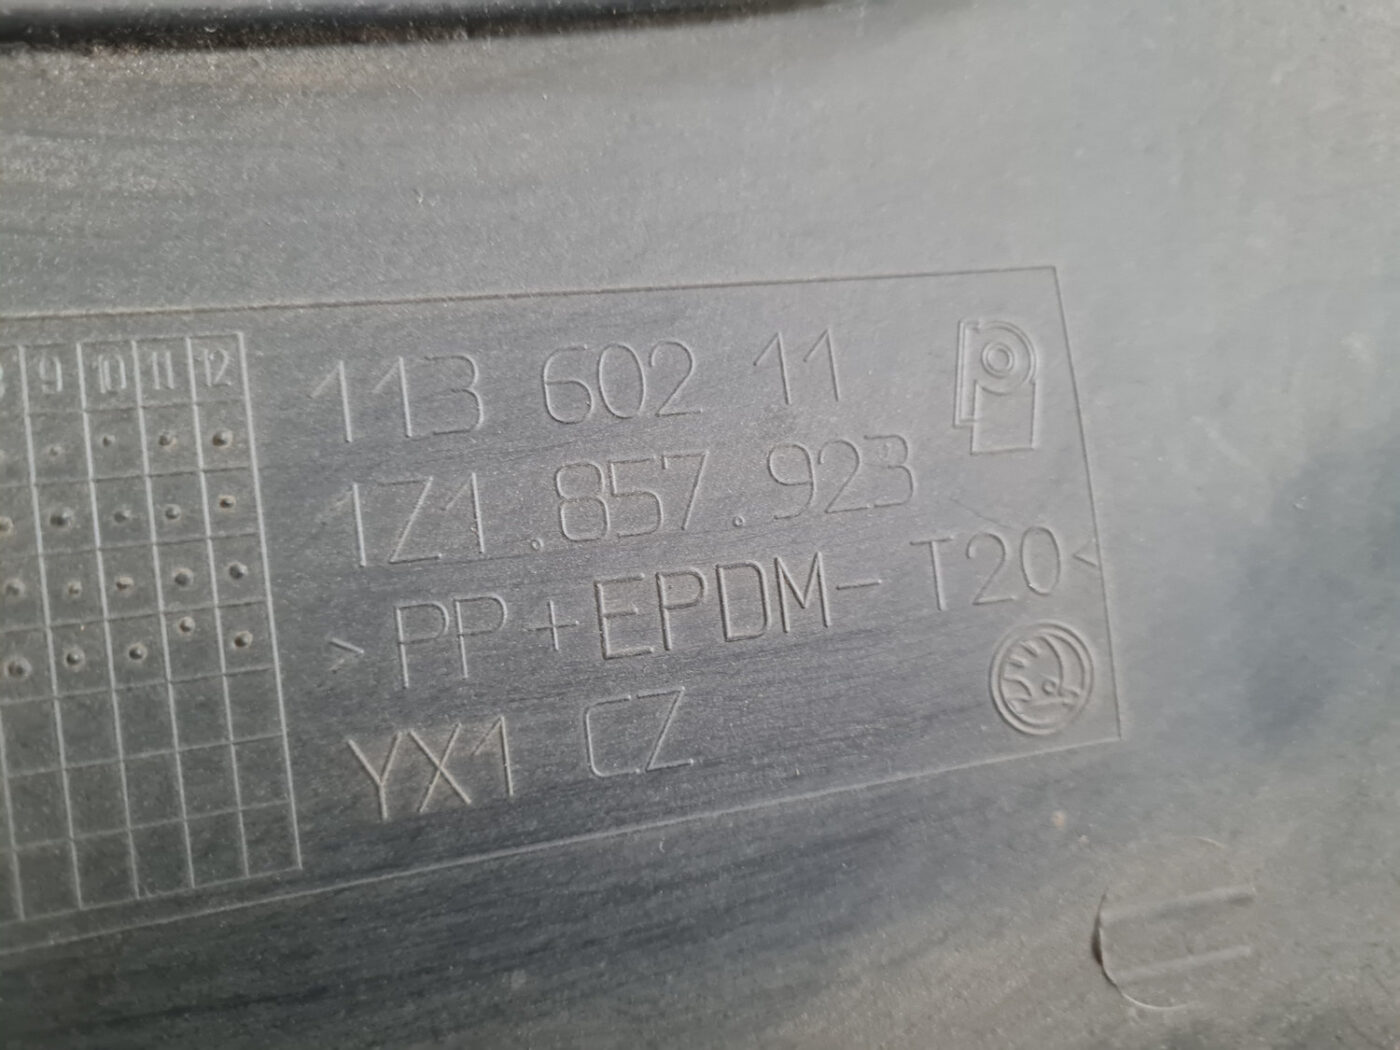 9 10 11 12
113 602 11
1Z1.857.923
>PP+EPDM-T20<
YX1 CZ